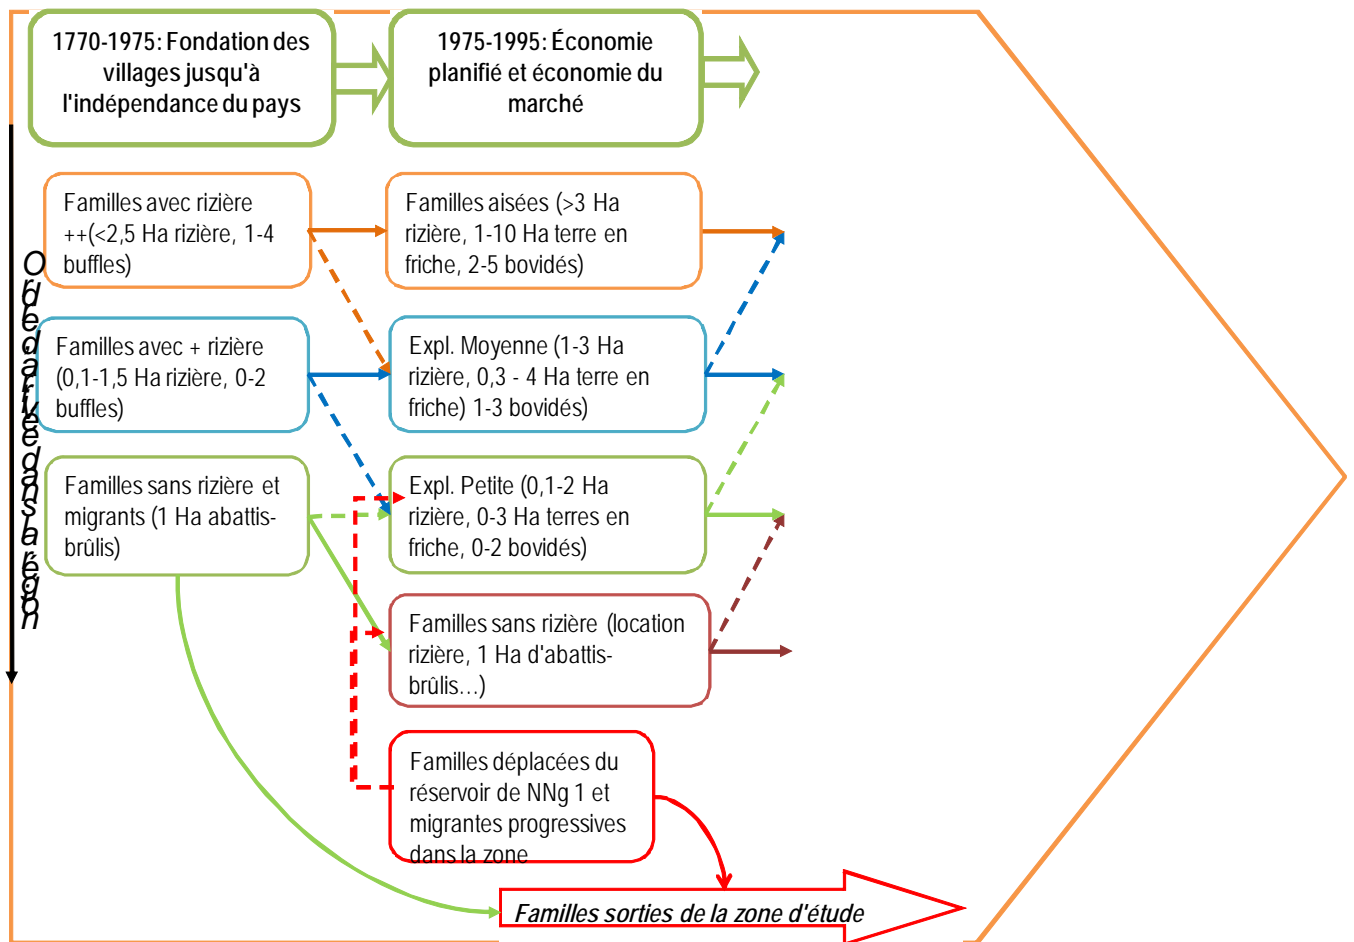 1770-1975: Fondation des
villages jusqu'à
l'indépendance du pays
1975-1995: Économie
planifié et économie du
marché
Ordre d'arrivée dans la région
Familles avec rizière
++(<2,5 Ha rizière, 1-4
buffles)
Familles aisées (>3 Ha
rizière, 1-10 Ha terre en
friche, 2-5 bovidés)
Familles avec + rizière
(0,1-1,5 Ha rizière, 0-2
buffles)
Expl. Moyenne (1-3 Ha
rizière, 0,3 - 4 Ha terre en
friche) 1-3 bovidés)
Familles sans rizière et
migrants (1 Ha abattis-
brûlis)
Expl. Petite (0,1-2 Ha
rizière, 0-3 Ha terres en
friche, 0-2 bovidés)
Familles sans rizière (location
rizière, 1 Ha d'abattis-
brûlis...)
Familles déplacées du
réservoir de NNg 1 et
migrantes progressives
dans la zone
Familles sorties de la zone d'étude